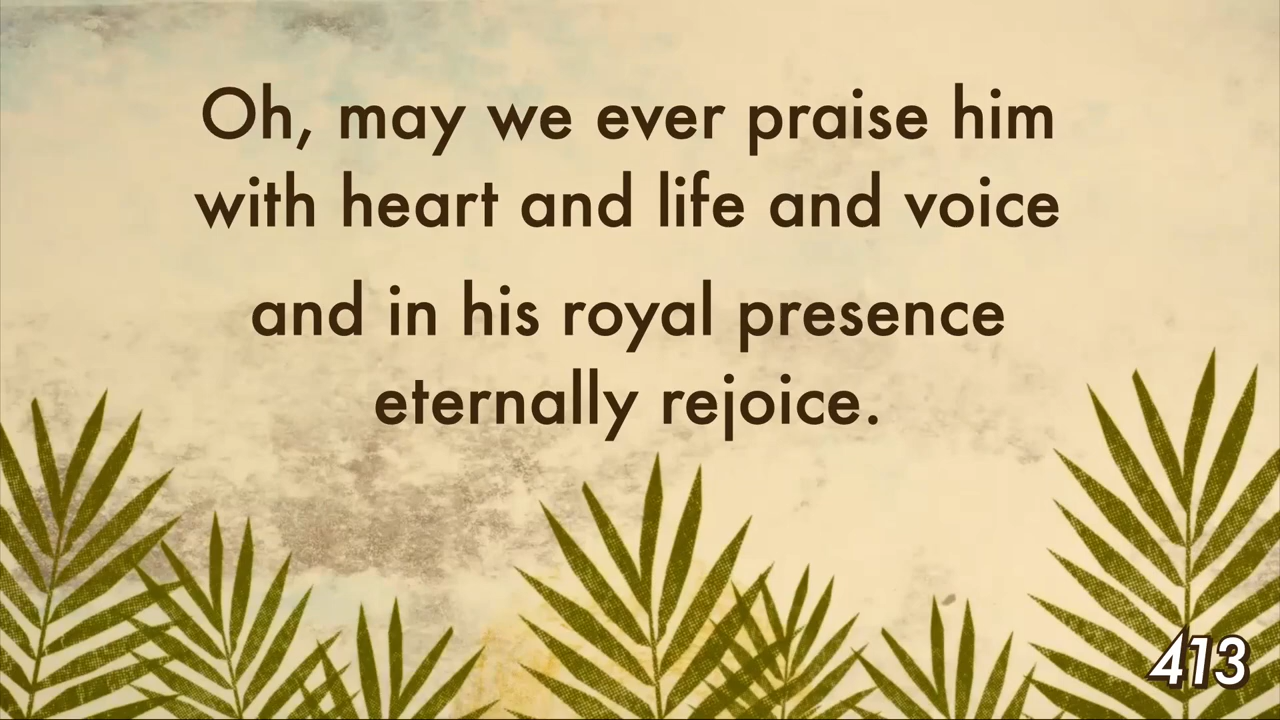 Oh, may we ever praise him
with heart and life and voice
and in his royal presence
eternally rejoice.
413